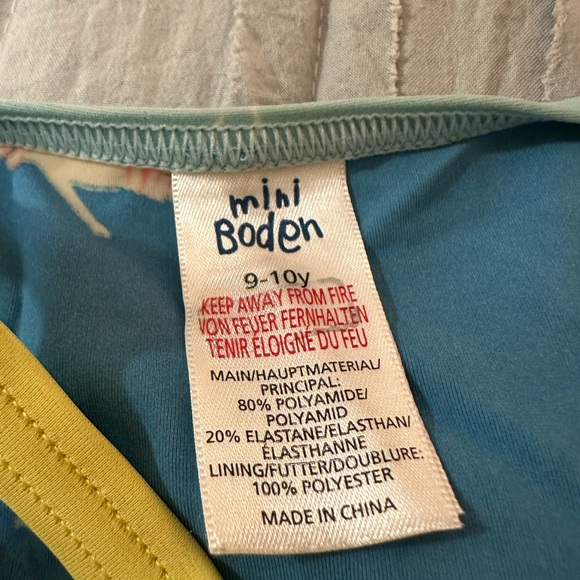 mini
Boden
9-10y
KEEP AWAY FROM FIRE
VON FEUER FERNHALTEN
TENIR ÉLOIGNÉ DU FEU
MAIN/HAUPTMATERIAL/
PRINCIPAL:
80% POLYAMIDE/
POLYAMID
20% ELASTANE/ELASTHAN/
ÉLASTHANNE
LINING/FUTTER/DOUBLURE:
100% POLYESTER
MADE IN CHINA